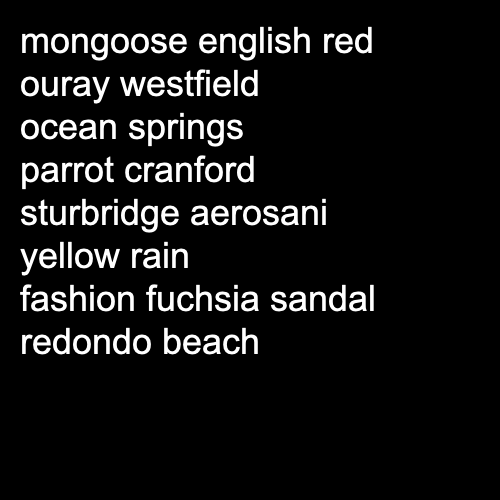 mongoose english red
ouray westfield
ocean springs
parrot cranford
sturbridge aerosani
yellow rain
fashion fuchsia sandal
redondo beach